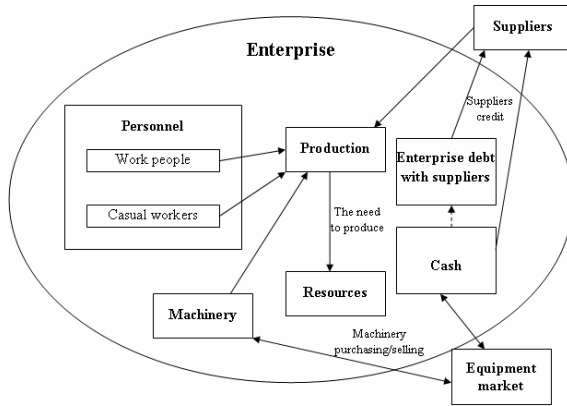 Suppliers
Enterprise
Suppliers
credit
Personnel
Work people
Casual workers
Production
Enterprise debt
with suppliers
The need
to produce
Cash
Resources
Machinery
Machinery
purchasing/selling
Equipment
market